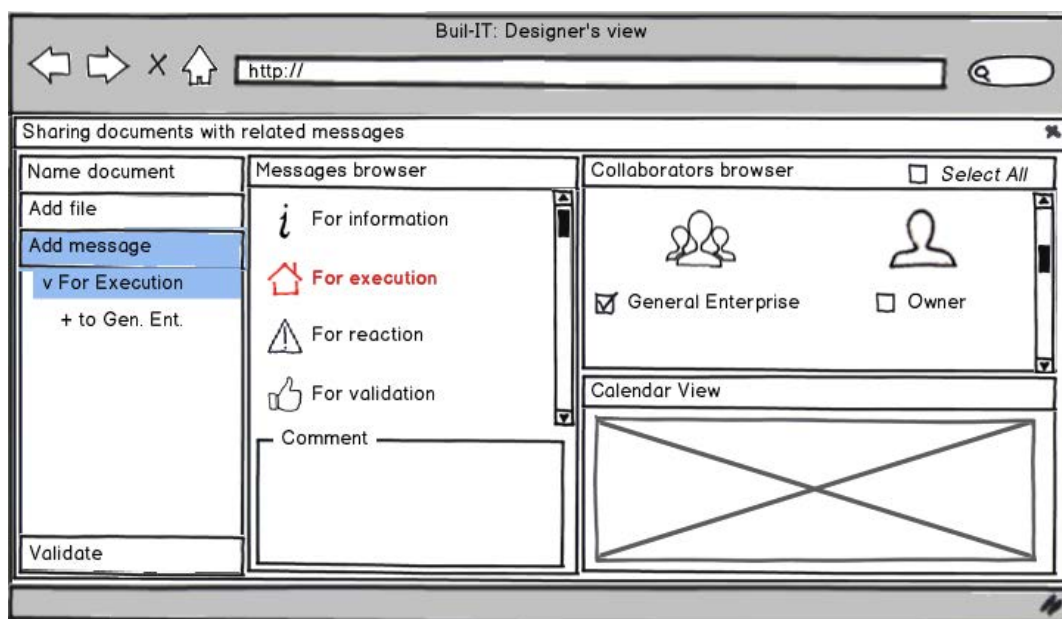 Buil-IT: Designer's view
http://
Sharing documents with related messages
Name document
Add file
Add message
v For Execution
+ to Gen. Ent.
Validate
Messages browser
For information
For execution
For reaction
For validation
Comment
Collaborators browser
Select All
General Enterprise
Owner
Calendar View